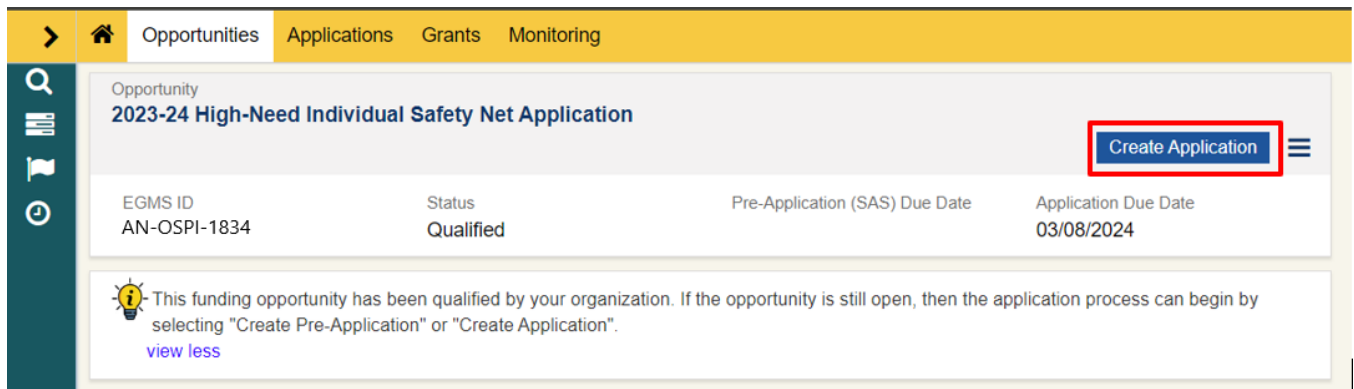 Opportunities Applications Grants Monitoring
Opportunity
2023-24 High-Need Individual Safety Net Application
Create Application
EGMS ID Status Pre-Application (SAS) Due Date Application Due Date
AN-OSPI-1834 Qualified 03/08/2024
This funding opportunity has been qualified by your organization. If the opportunity is still open, then the application process can begin by
selecting "Create Pre-Application" or "Create Application".
view less